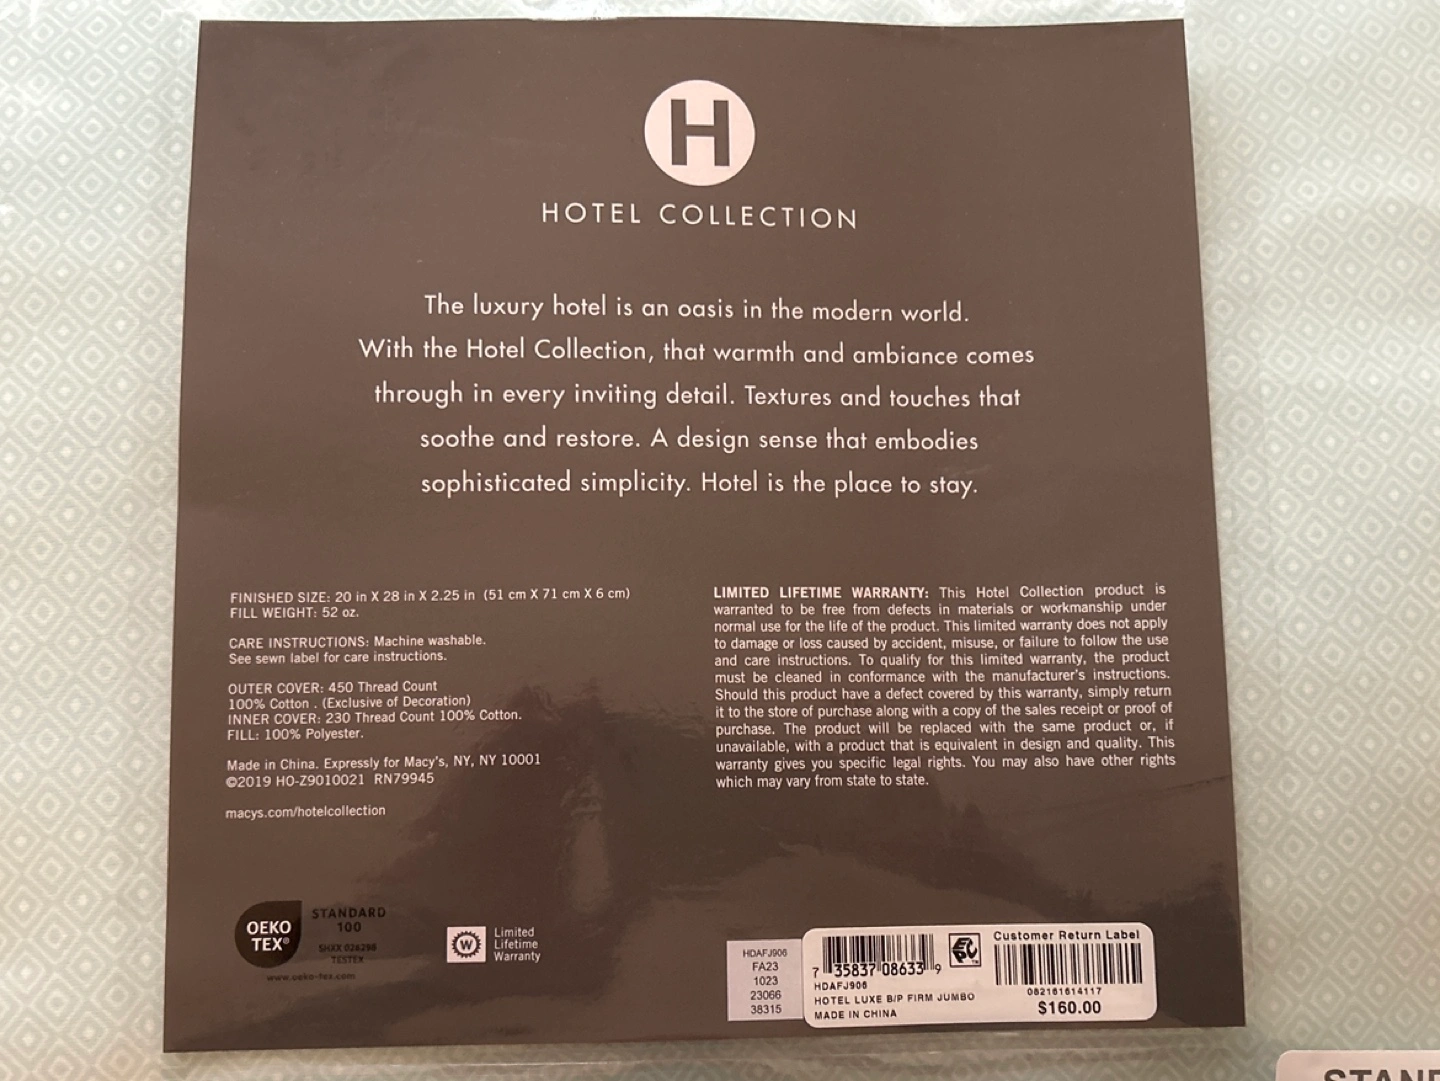 H
HOTEL COLLECTION
The luxury hotel is an oasis in the modern world.
With the Hotel Collection, that warmth and ambiance comes
through in every inviting detail. Textures and touches that
soothe and restore. A design sense that embodies
sophisticated simplicity. Hotel is the place to stay.
FINISHED SIZE: 20 in X 28 in X 2.25 in (51 cm X 71 cm X 6 cm)
FILL WEIGHT: 52 oz.
CARE INSTRUCTIONS: Machine washable.
See sewn label for care instructions.
OUTER COVER: 450 Thread Count
100% Cotton . (Exclusive of Decoration)
INNER COVER: 230 Thread Count 100% Cotton.
FILL: 100% Polyester.
Made in China. Expressly for Macy's, NY, NY 10001
©2019 HO-Z9010021 RN79945
macys.com/hotelcollection
LIMITED LIFETIME WARRANTY: This Hotel Collection product is
warranted to be free from defects in materials or workmanship under
normal use for the life of the product. This limited warranty does not apply
to damage or loss caused by accident, misuse, or failure to follow the use
and care instructions. To qualify for this limited warranty, the product
must be cleaned in conformance with the manufacturer's instructions.
Should this product have a defect covered by this warranty, simply return
it to the store of purchase along with a copy of the sales receipt or proof of
purchase. The product will be replaced with the same product or, if
unavailable, with a product that is equivalent in design and quality. This
warranty gives you specific legal rights. You may also have other rights
which may vary from state to state.
OEKO
TEX®
STANDARD
100
SHXX 026298
TESTEX
www.oeko-tex.com
W
Limited
Lifetime
Warranty
HDAFJ906
FA23
1023
23066
38315
7 35837 08633 9
HDAFJ906
HOTEL LUXE B/P FIRM JUMBO
MADE IN CHINA
EPC
Customer Return Label
082161614117
$160.00